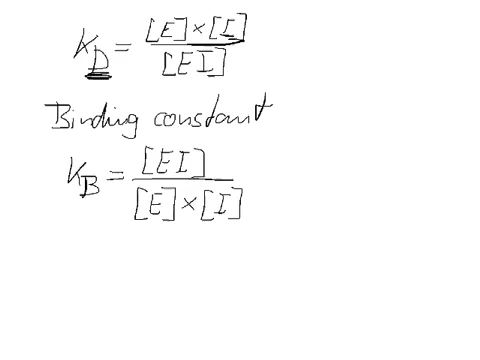 K_D = [E]×[I] / [EI]
Binding constant
K_B = [EI] / [E]×[I]